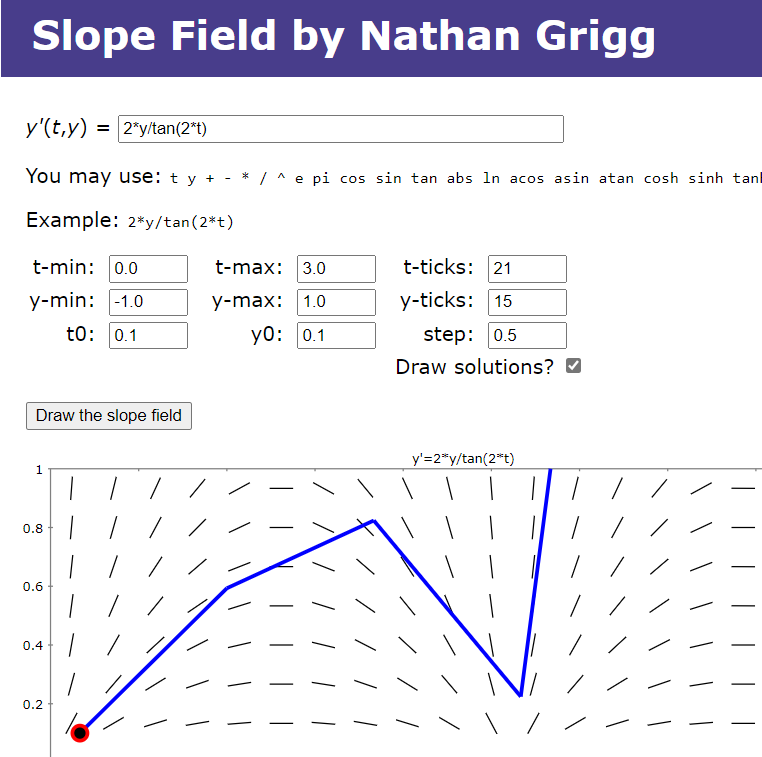 Slope Field by Nathan Grigg
y'(t,y) = 2*y/tan(2*t)
You may use: t y + - * / ^ e pi cos sin tan abs ln acos asin atan cosh sinh
Example: 2*y/tan(2*t)
t-min: 0.0 t-max: 3.0 t-ticks: 21
y-min: -1.0 y-max: 1.0 y-ticks: 15
t0: 0.1 y0: 0.1 step: 0.5
Draw solutions?
Draw the slope field
y'=2*y/tan(2*t)
1
0.8
0.6
0.4
0.2